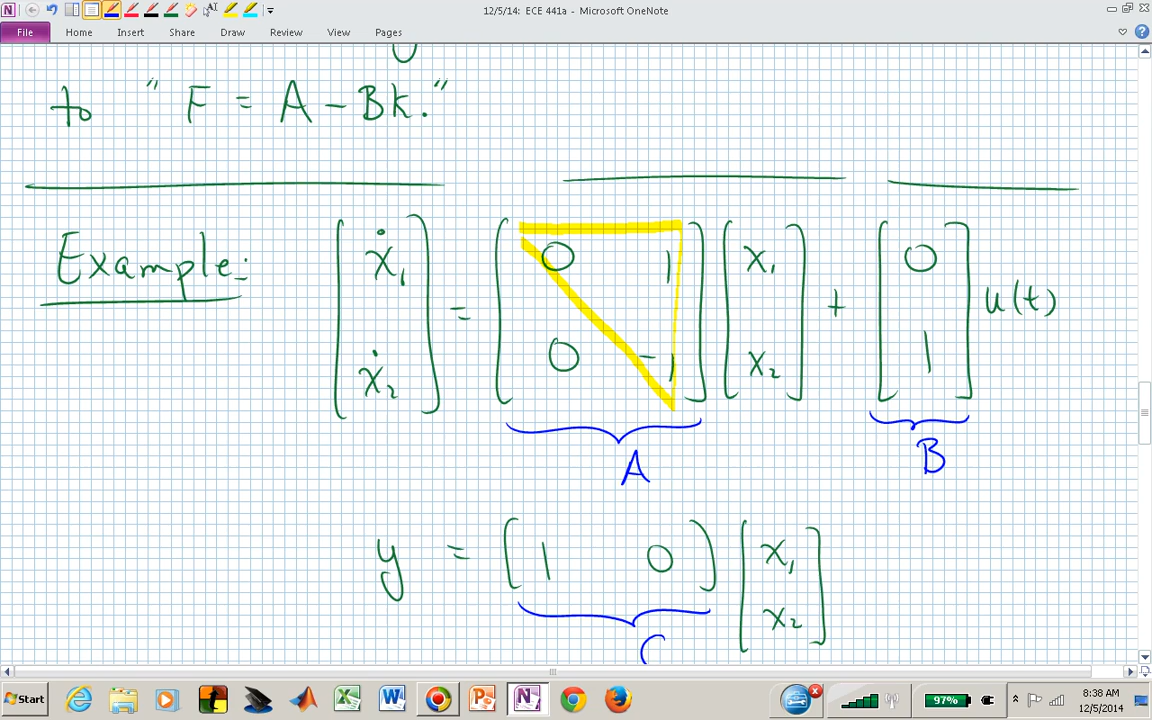 12/5/14: ECE 441a - Microsoft OneNote
File Home Insert Share Draw Review View Pages
to " F = A - Bk."
Example: [ẋ₁ ẋ₂] = [0 1 0 -1] [x₁ x₂] + [0 1] u(t)
A B
y = [1 0] [x₁ x₂]
C
Start 97% 8:38 AM
12/5/2014